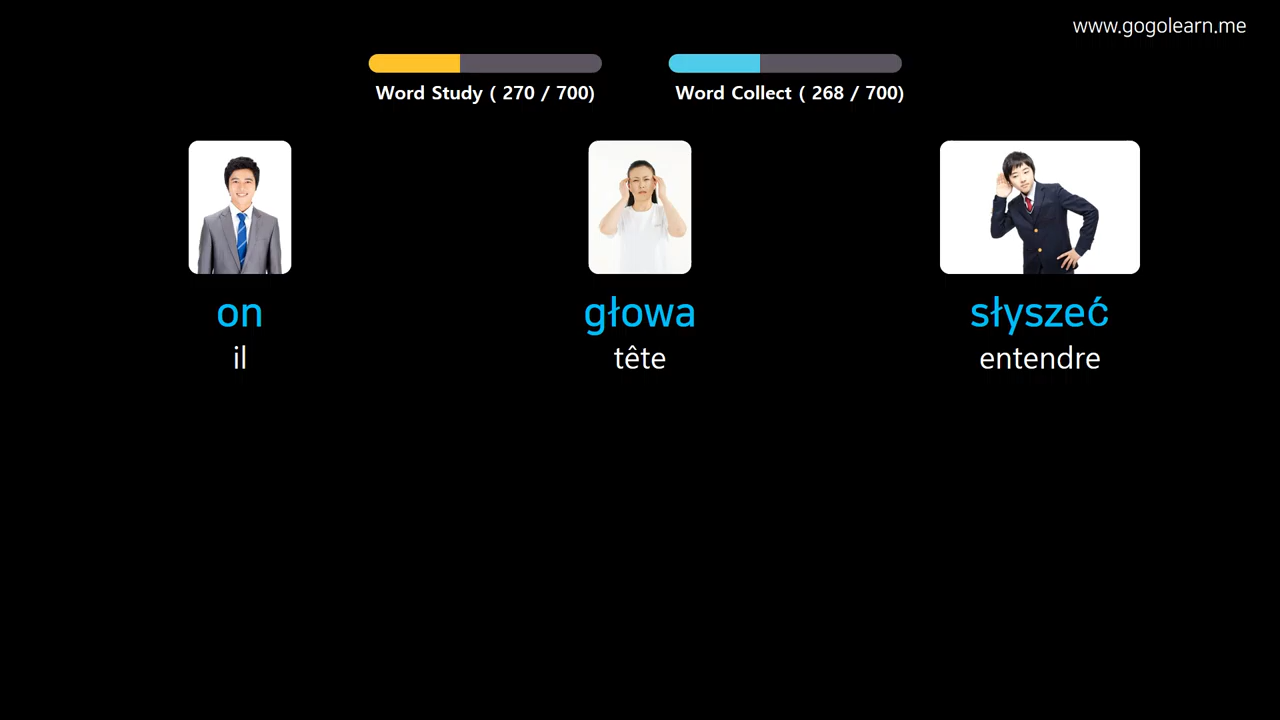 www.gogolearn.me
Word Study ( 270 / 700)
Word Collect ( 268 / 700)
on
głowa
słyszeć
il
tête
entendre